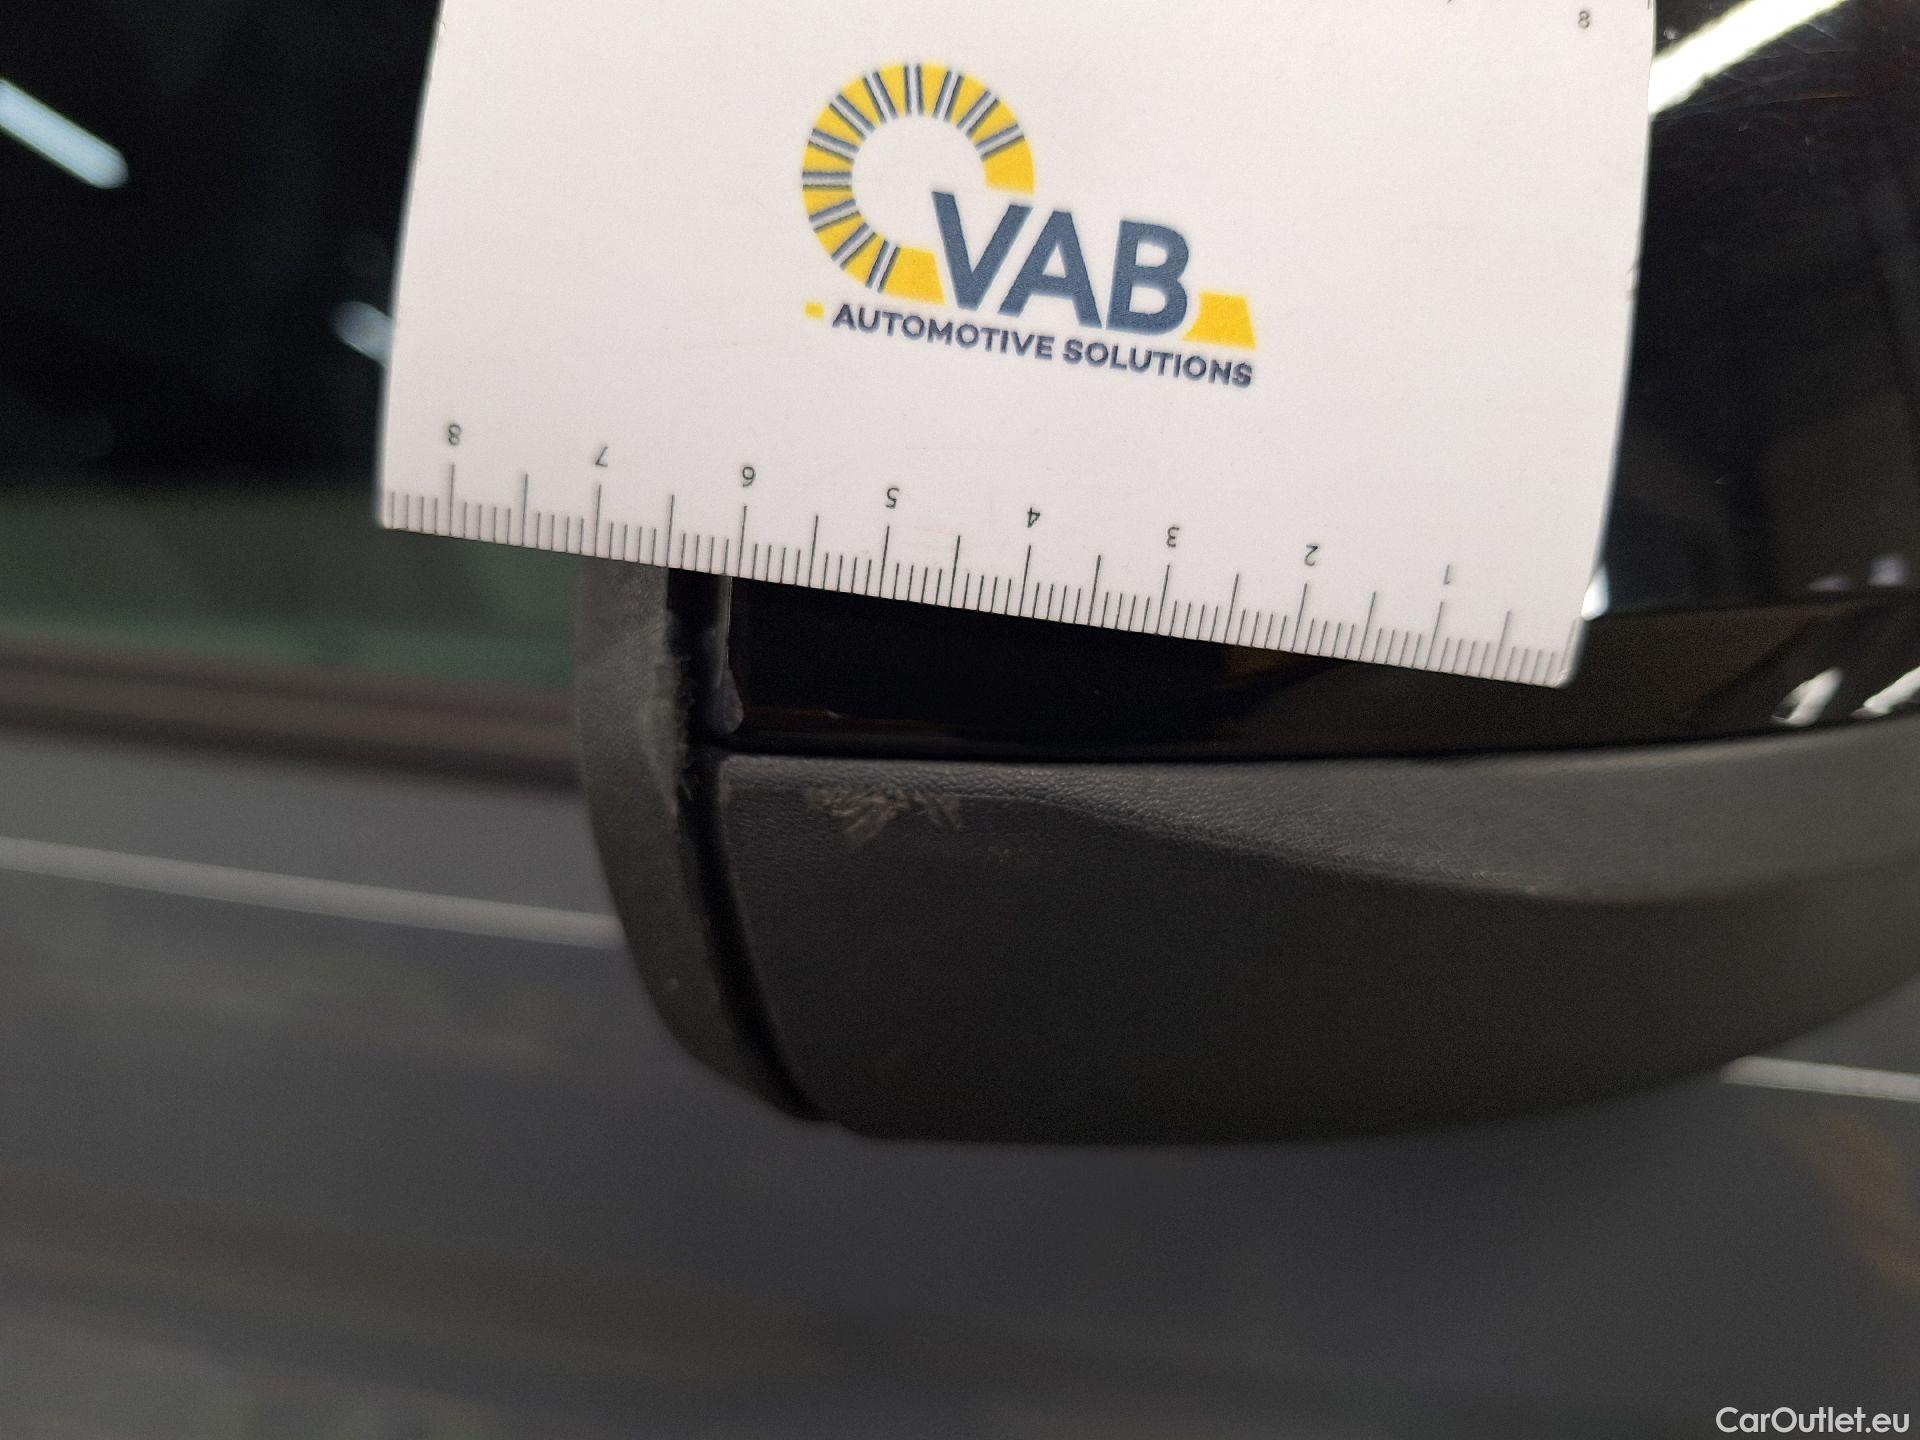 8
VAB
AUTOMOTIVE SOLUTIONS
8 7 6 5 4 3 2 1
CarOutlet.eu